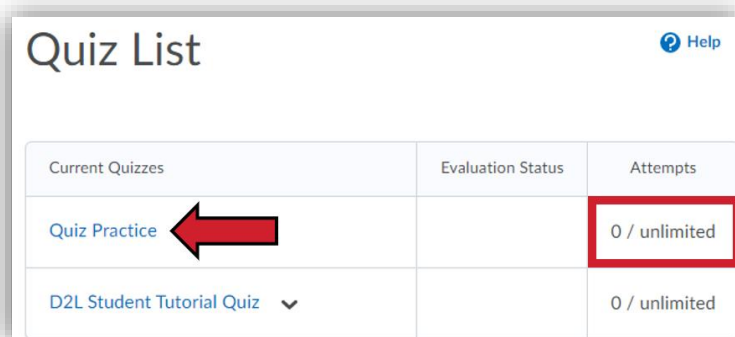 Quiz List
Help
Current Quizzes Evaluation Status Attempts
Quiz Practice 0 / unlimited
D2L Student Tutorial Quiz 0 / unlimited